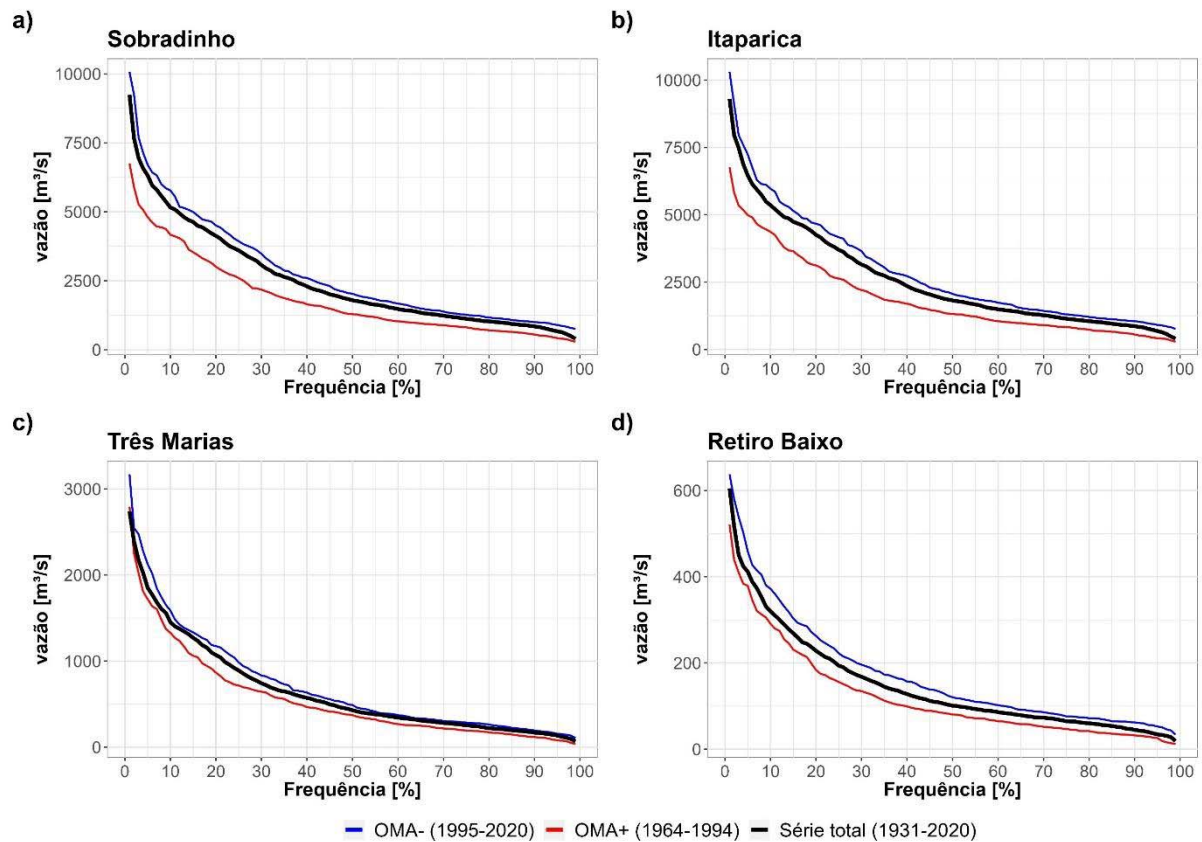 a)
Sobradinho
vazão [m³/s]
10000
7500
5000
2500
0
0 10 20 30 40 50 60 70 80 90 100
Frequência [%]
b)
Itaparica
vazão [m³/s]
10000
7500
5000
2500
0
0 10 20 30 40 50 60 70 80 90 100
Frequência [%]
c)
Três Marias
vazão [m³/s]
3000
2000
1000
0
0 10 20 30 40 50 60 70 80 90 100
Frequência [%]
d)
Retiro Baixo
vazão [m³/s]
600
400
200
0
0 10 20 30 40 50 60 70 80 90 100
Frequência [%]
OMA- (1995-2020) OMA+ (1964-1994) Série total (1931-2020)